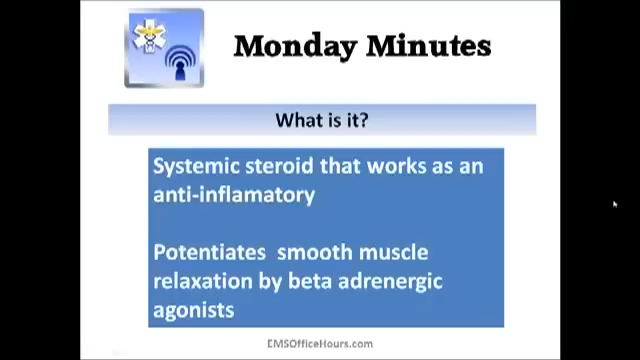 Monday Minutes
What is it?
Systemic steroid that works as an
anti-inflamatory
Potentiates smooth muscle
relaxation by beta adrenergic
agonists
EMSOfficeHours.com